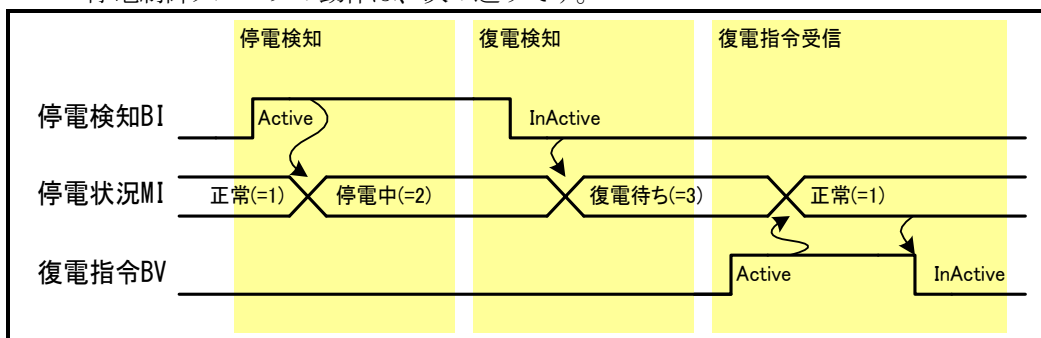 停電検知 復電検知 復電指令受信
停電検知BI Active InActive
停電状況MI 正常(=1) 停電中(=2) 復電待ち(=3) 正常(=1)
復電指令BV Active InActive